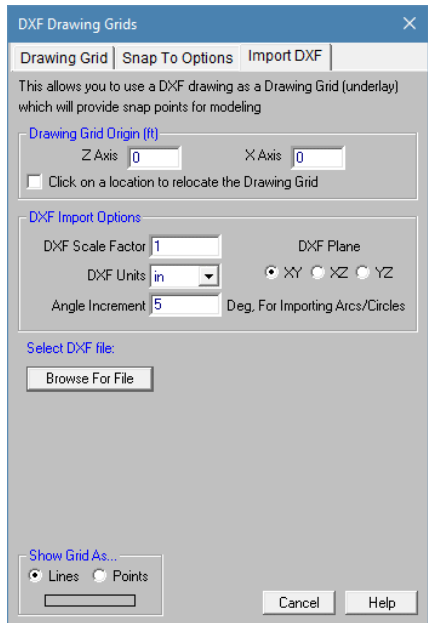 DXF Drawing Grids
Drawing Grid Snap To Options Import DXF
This allows you to use a DXF drawing as a Drawing Grid (underlay)
which will provide snap points for modeling
Drawing Grid Origin (ft)
Z Axis 0 X Axis 0
Click on a location to relocate the Drawing Grid
DXF Import Options
DXF Scale Factor 1 DXF Plane
DXF Units in XY XZ YZ
Angle Increment 5 Deg, For Importing Arcs/Circles
Select DXF file:
Browse For File
Show Grid As...
Lines Points
Cancel Help